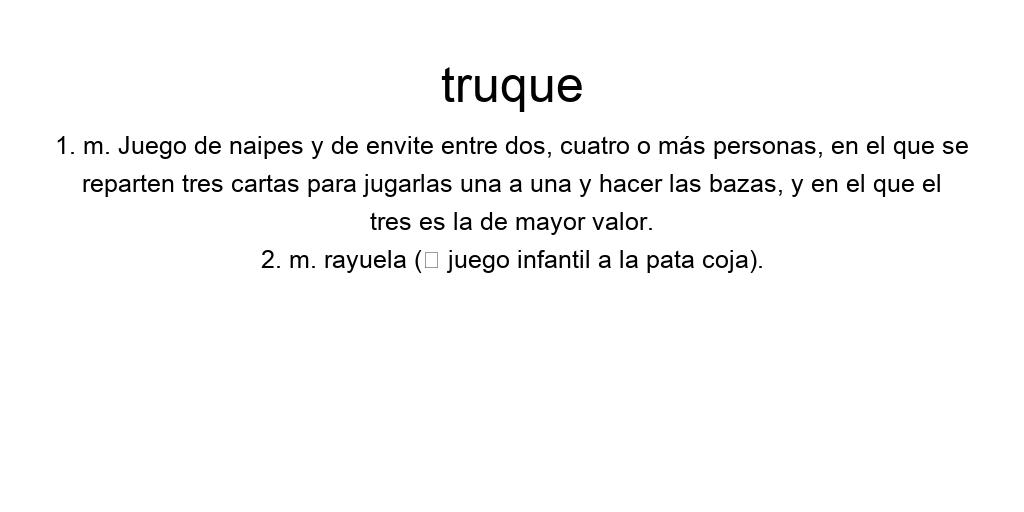 truque
1. m. Juego de naipes y de envite entre dos, cuatro o más personas, en el que se
reparten tres cartas para jugarlas una a una y hacer las bazas, y en el que el
tres es la de mayor valor.
2. m. rayuela (□ juego infantil a la pata coja).